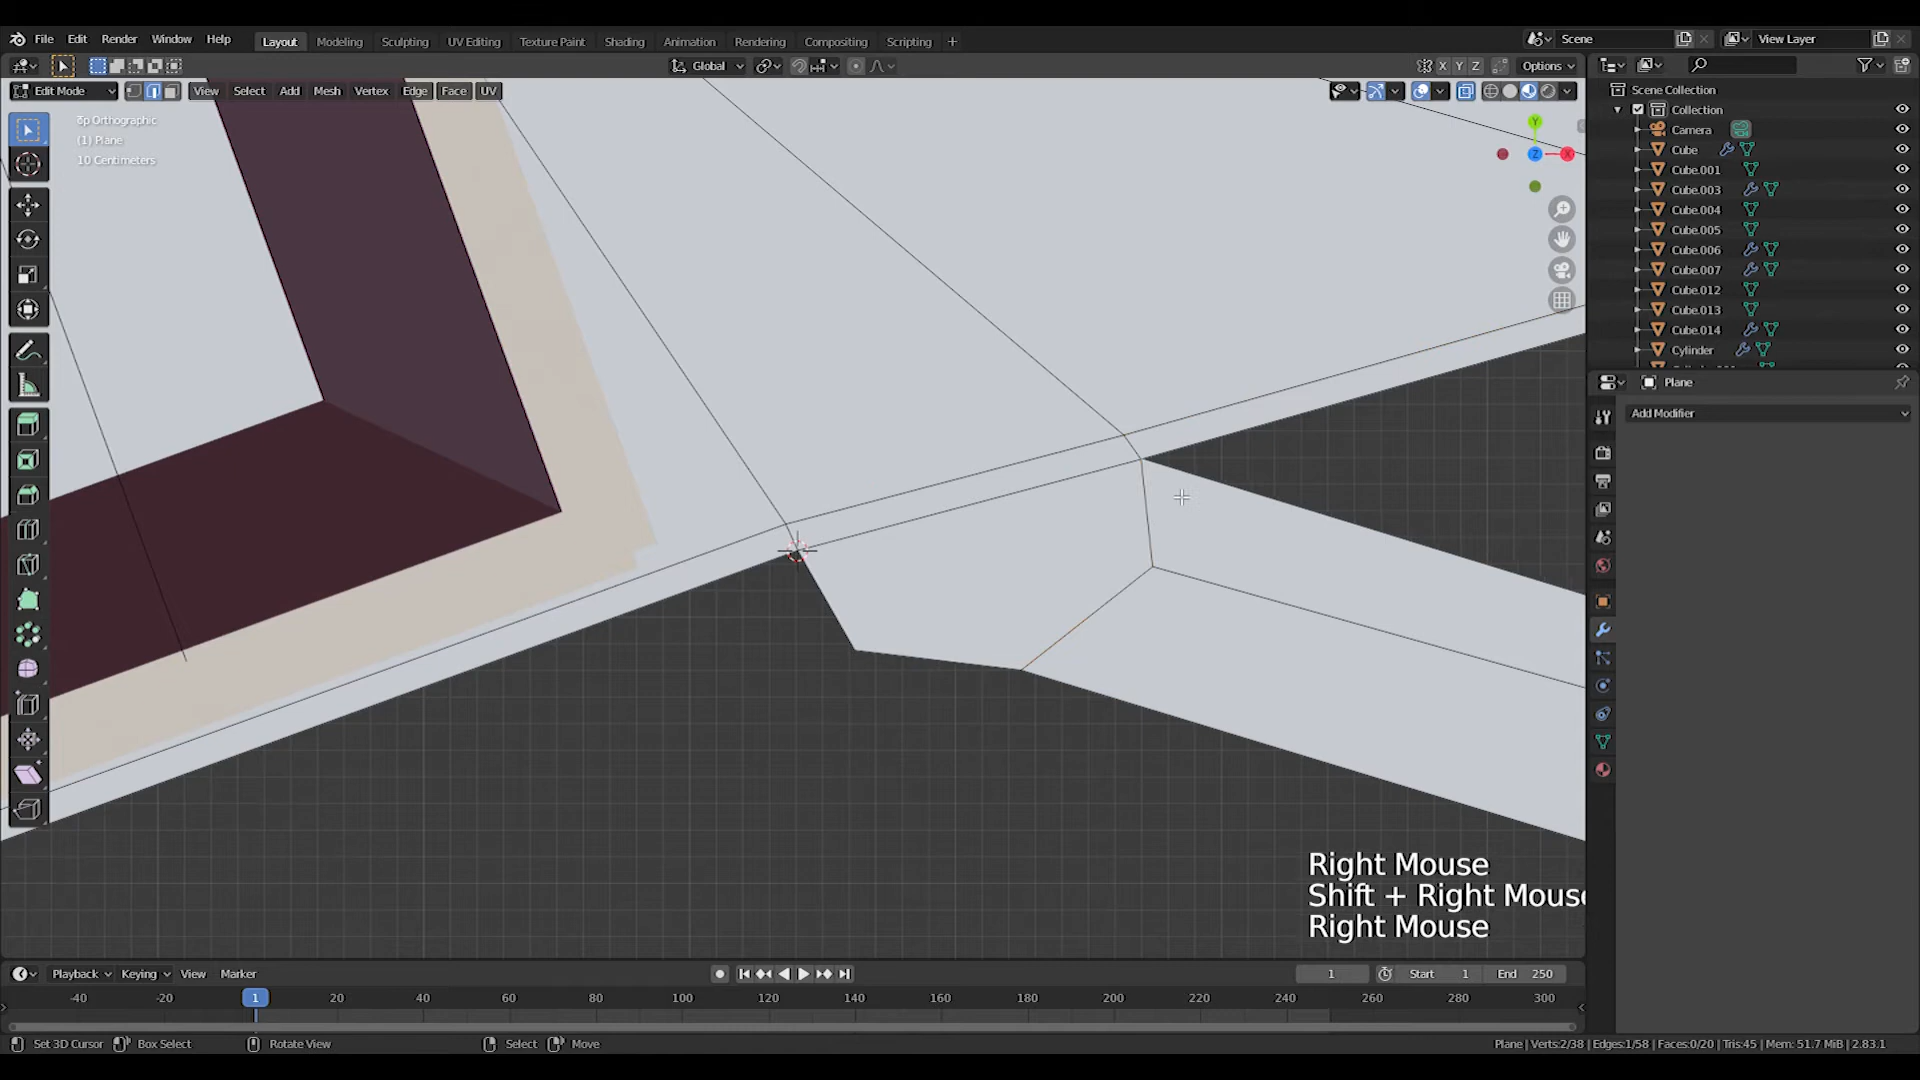 File Edit Render Window Help Layout Modeling Sculpting UV Editing Texture Paint Shading Animation Rendering Compositing Scripting + Scene View Layer
Global X Y Z Options
Edit Mode View Select Add Mesh Vertex Edge Face UV
Orthographic
(1) Plane
10 Centimeters
Y
Z X
Scene Collection
Collection
Camera
Cube
Cube.001
Cube.003
Cube.004
Cube.005
Cube.006
Cube.007
Cube.012
Cube.013
Cube.014
Cylinder
Plane
Add Modifier
Right Mouse
Shift + Right Mouse
Right Mouse
Playback Keying View Marker 1 Start 1 End 250
-40 -20 1 20 40 60 80 100 120 140 160 180 200 220 240 260 280 300
Set 3D Cursor Box Select Rotate View Select Move Plane | Verts:2/38 | Edges:1/58 | Faces:0/20 | Tris:45 | Mem: 51.7 MiB | 2.83.1